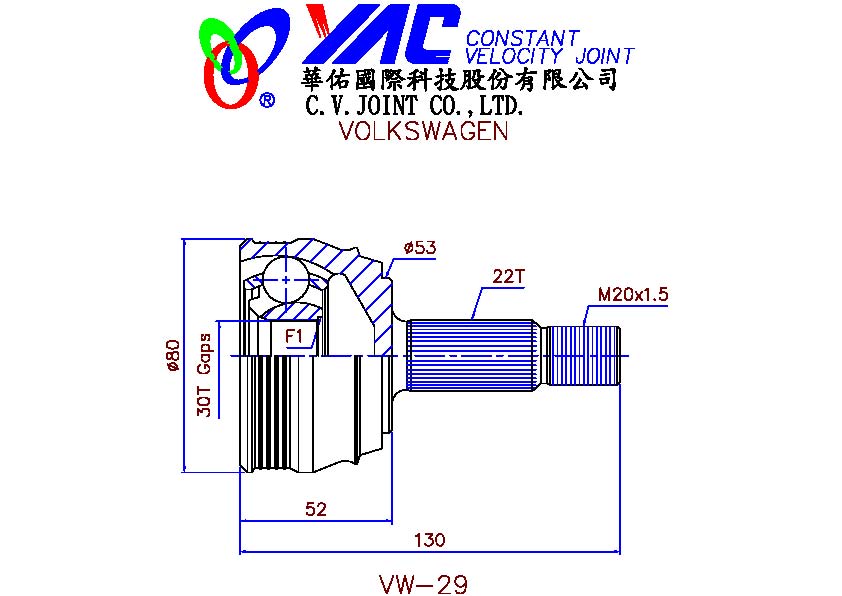 YAC CONSTANT
VELOCITY JOINT
®
華佑國際科技股份有限公司
C.V.JOINT CO.,LTD.
VOLKSWAGEN
ø53
22T
M20x1.5
F1
ø80
30T Gaps
52
130
VW-29